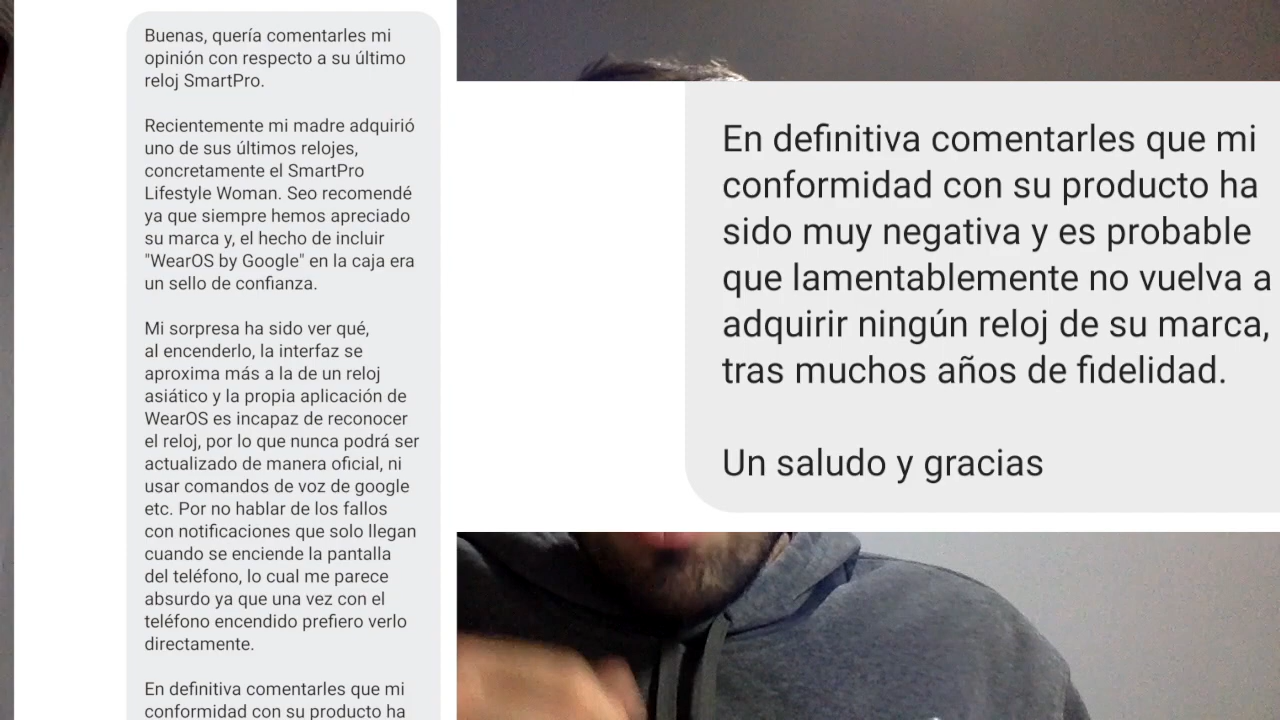 Buenas, quería comentarles mi
opinión con respecto a su último
reloj SmartPro.
Recientemente mi madre adquirió
uno de sus últimos relojes,
concretamente el SmartPro
Lifestyle Woman. Seo recomendé
ya que siempre hemos apreciado
su marca y, el hecho de incluir
"WearOS by Google" en la caja era
un sello de confianza.
Mi sorpresa ha sido ver qué,
al encenderlo, la interfaz se
aproxima más a la de un reloj
asiático y la propia aplicación de
WearOS es incapaz de reconocer
el reloj, por lo que nunca podrá ser
actualizado de manera oficial, ni
usar comandos de voz de google
etc. Por no hablar de los fallos
con notificaciones que solo llegan
cuando se enciende la pantalla
del teléfono, lo cual me parece
absurdo ya que una vez con el
teléfono encendido prefiero verlo
directamente.
En definitiva comentarles que mi
conformidad con su producto ha
En definitiva comentarles que mi
conformidad con su producto ha
sido muy negativa y es probable
que lamentablemente no vuelva a
adquirir ningún reloj de su marca,
tras muchos años de fidelidad.
Un saludo y gracias